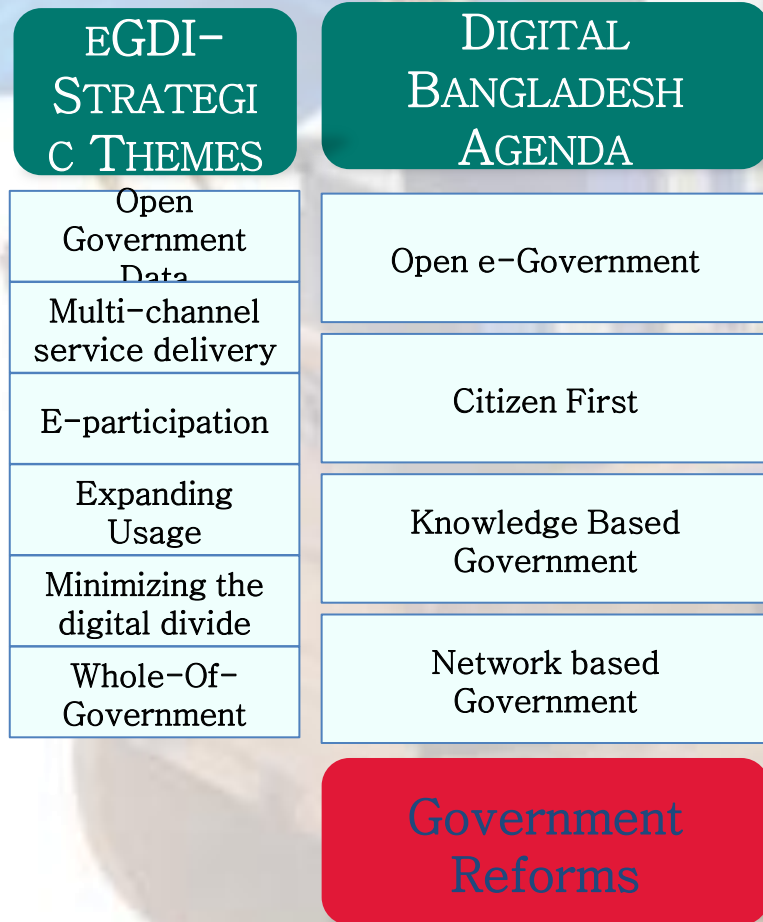 EGDI-
STRATEGI
C THEMES
Open
Government
Data
Multi-channel
service delivery
E-participation
Expanding
Usage
Minimizing the
digital divide
Whole-Of-
Government
DIGITAL
BANGLADESH
AGENDA
Open e-Government
Citizen First
Knowledge Based
Government
Network based
Government
Government
Reforms